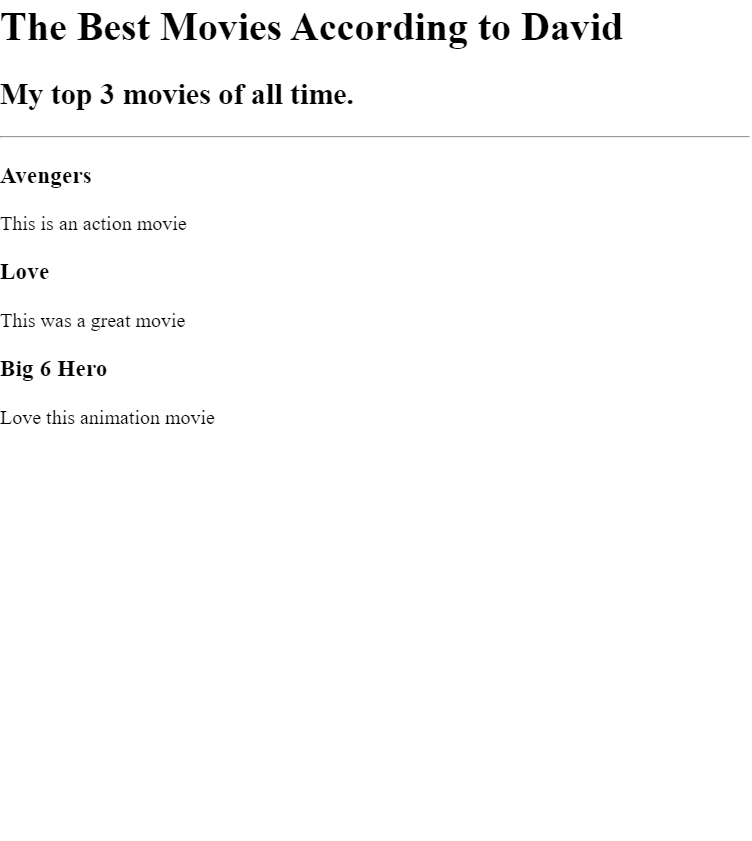 The Best Movies According to David
My top 3 movies of all time.
Avengers
This is an action movie
Love
This was a great movie
Big 6 Hero
Love this animation movie